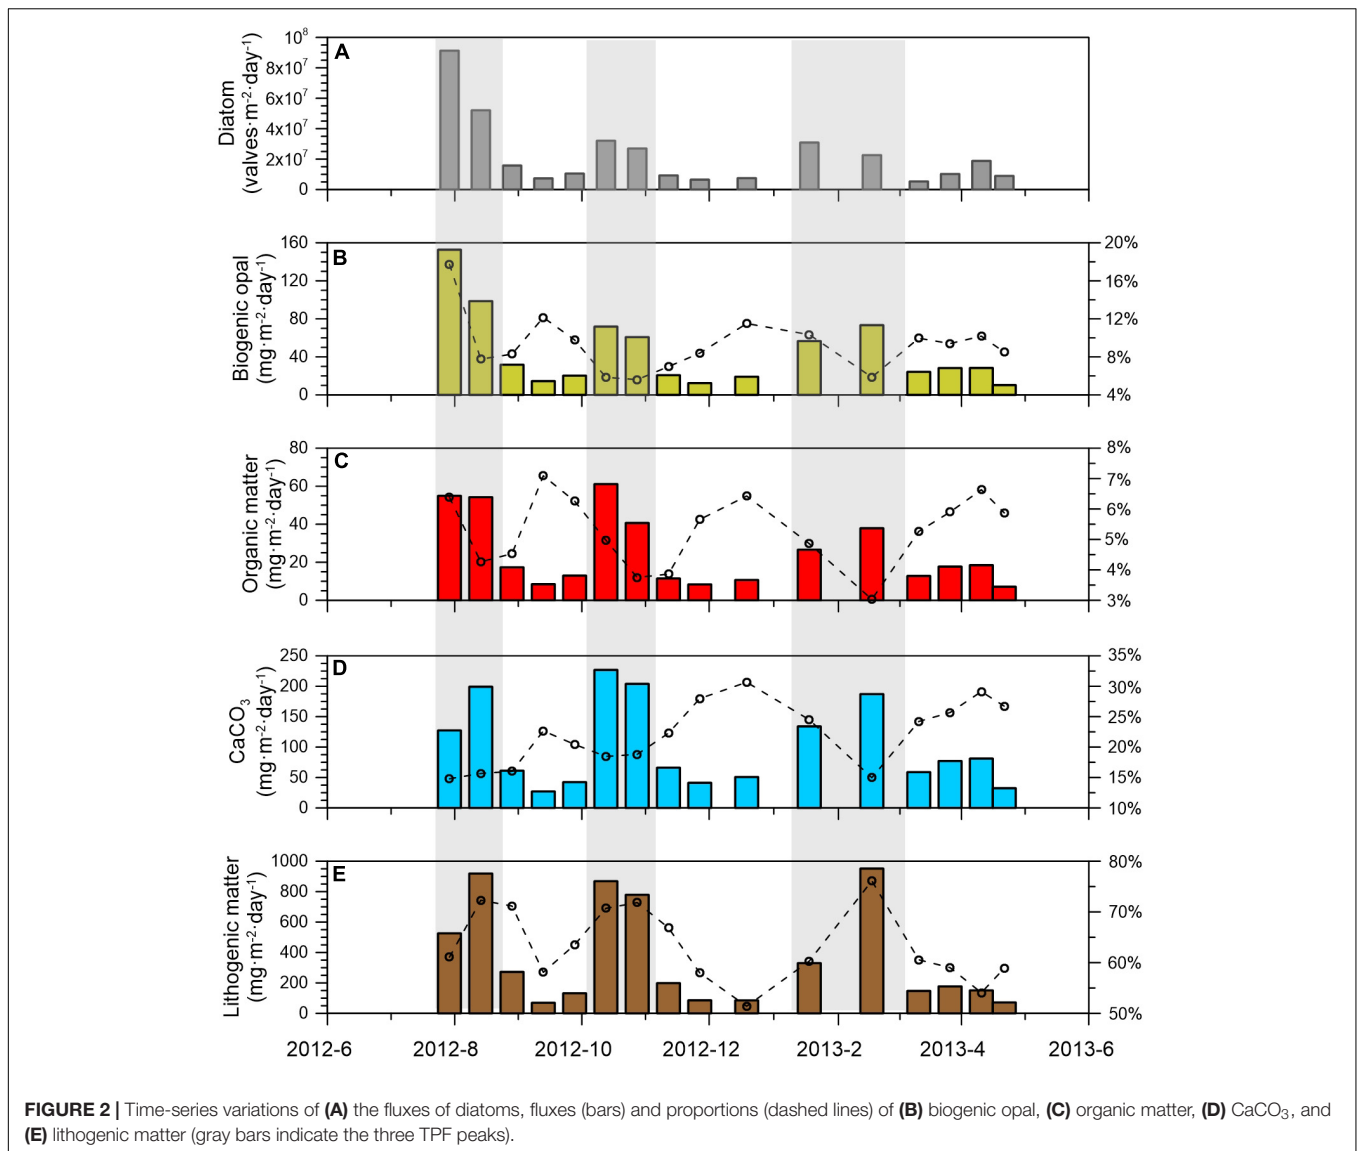 A
Diatom
(valves·m⁻²·day⁻¹)
10⁸
8x10⁷
6x10⁷
4x10⁷
2x10⁷
0
B
Biogenic opal
(mg·m⁻²·day⁻¹)
160
120
80
40
0
20%
16%
12%
8%
4%
C
Organic matter
(mg·m⁻²·day⁻¹)
80
60
40
20
0
8%
7%
6%
5%
4%
3%
D
CaCO₃
(mg·m⁻²·day⁻¹)
250
200
150
100
50
0
35%
30%
25%
20%
15%
10%
E
Lithogenic matter
(mg·m⁻²·day⁻¹)
1000
800
600
400
200
0
80%
70%
60%
50%
2012-6 2012-8 2012-10 2012-12 2013-2 2013-4 2013-6
FIGURE 2 | Time-series variations of (A) the fluxes of diatoms, fluxes (bars) and proportions (dashed lines) of (B) biogenic opal, (C) organic matter, (D) CaCO₃, and
(E) lithogenic matter (gray bars indicate the three TPF peaks).